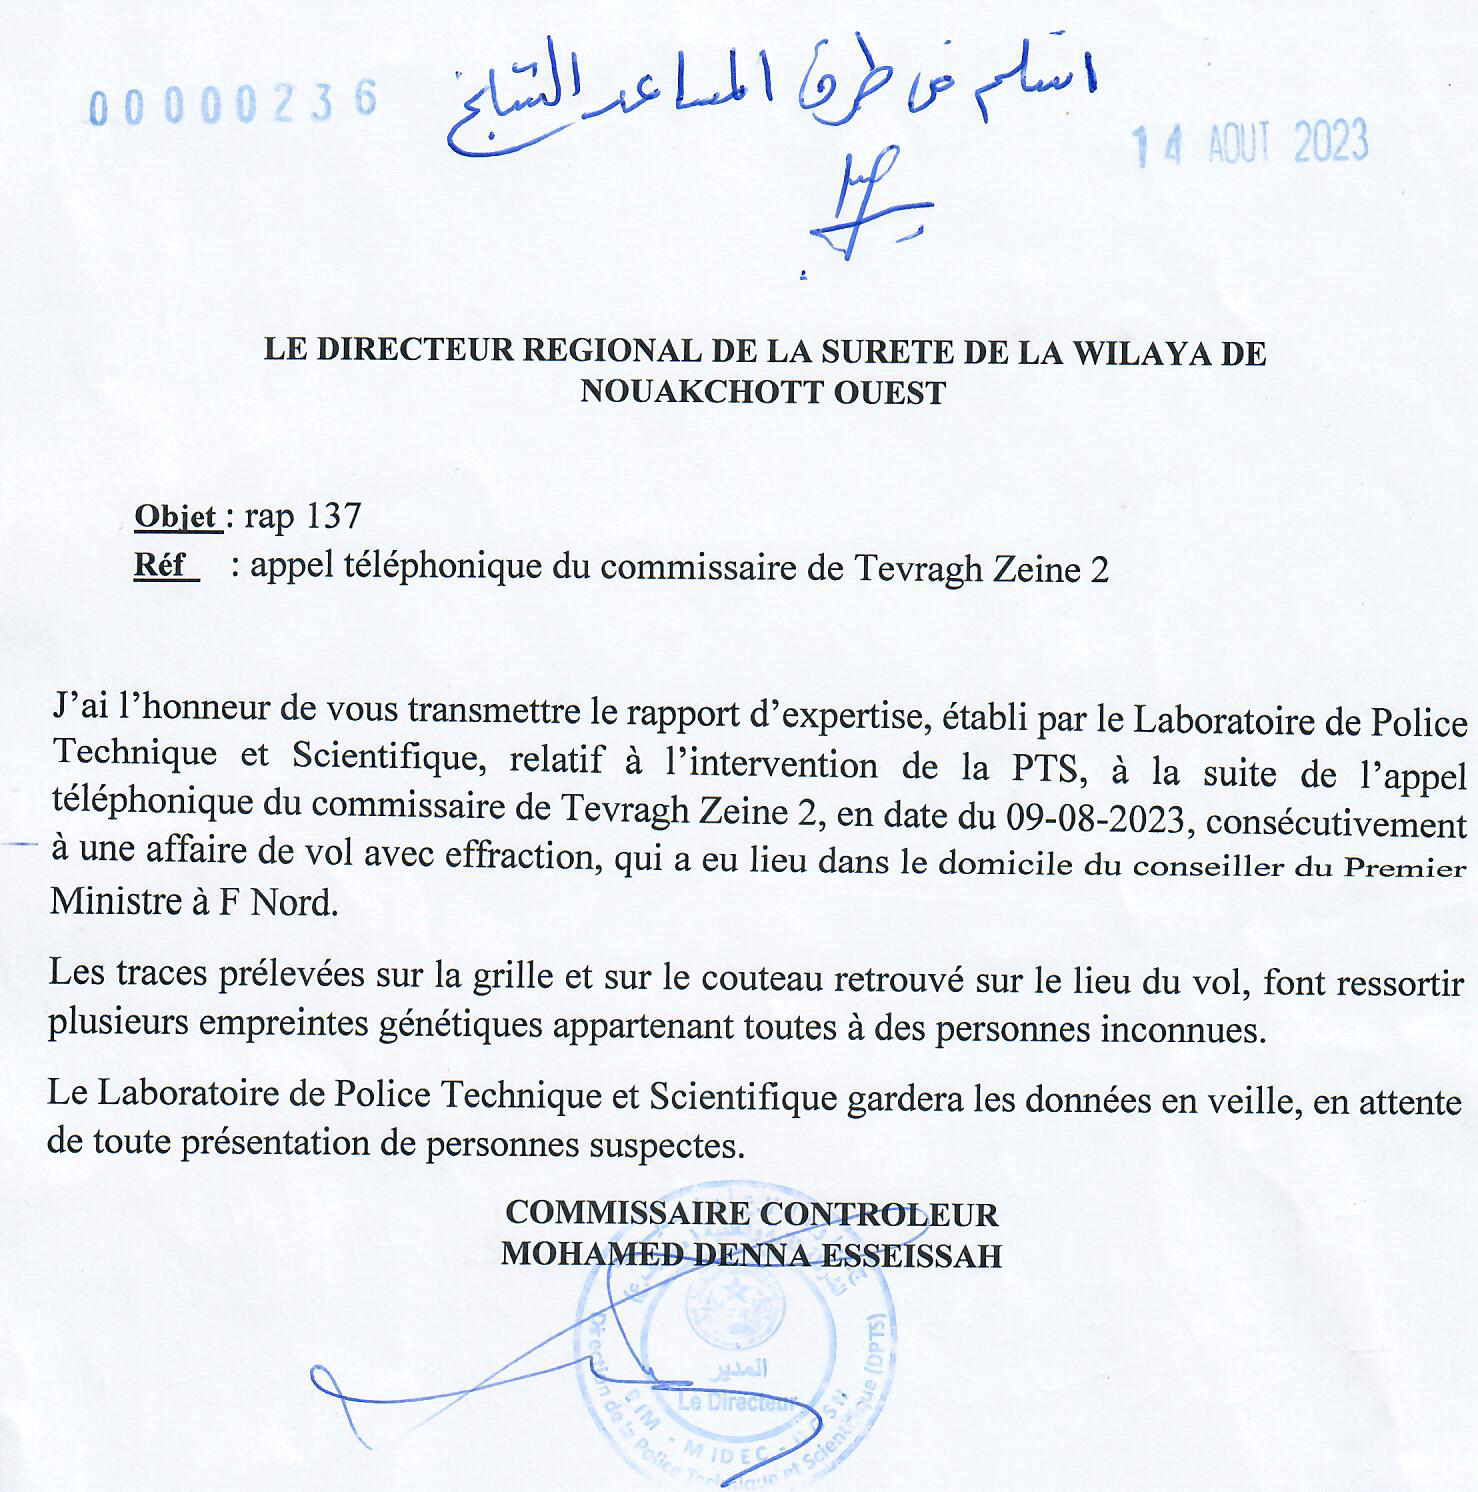 00000236
استلم من طرف المساعد الشيخ
14 AOUT 2023
LE DIRECTEUR REGIONAL DE LA SURETE DE LA WILAYA DE
NOUAKCHOTT OUEST
Objet : rap 137
Réf : appel téléphonique du commissaire de Tevragh Zeine 2
J’ai l’honneur de vous transmettre le rapport d’expertise, établi par le Laboratoire de Police
Technique et Scientifique, relatif à l’intervention de la PTS, à la suite de l’appel
téléphonique du commissaire de Tevragh Zeine 2, en date du 09-08-2023, consécutivement
à une affaire de vol avec effraction, qui a eu lieu dans le domicile du conseiller du Premier
Ministre à F Nord.
Les traces prélevées sur la grille et sur le couteau retrouvé sur le lieu du vol, font ressortir
plusieurs empreintes génétiques appartenant toutes à des personnes inconnues.
Le Laboratoire de Police Technique et Scientifique gardera les données en veille, en attente
de toute présentation de personnes suspectes.
COMMISSAIRE CONTROLEUR
MOHAMED DENNA ESSEISSAH
المدير
Le Directeur
RIM - MIDEC - DGSN
Direction de la Police Technique et Scientifique (DPTS)